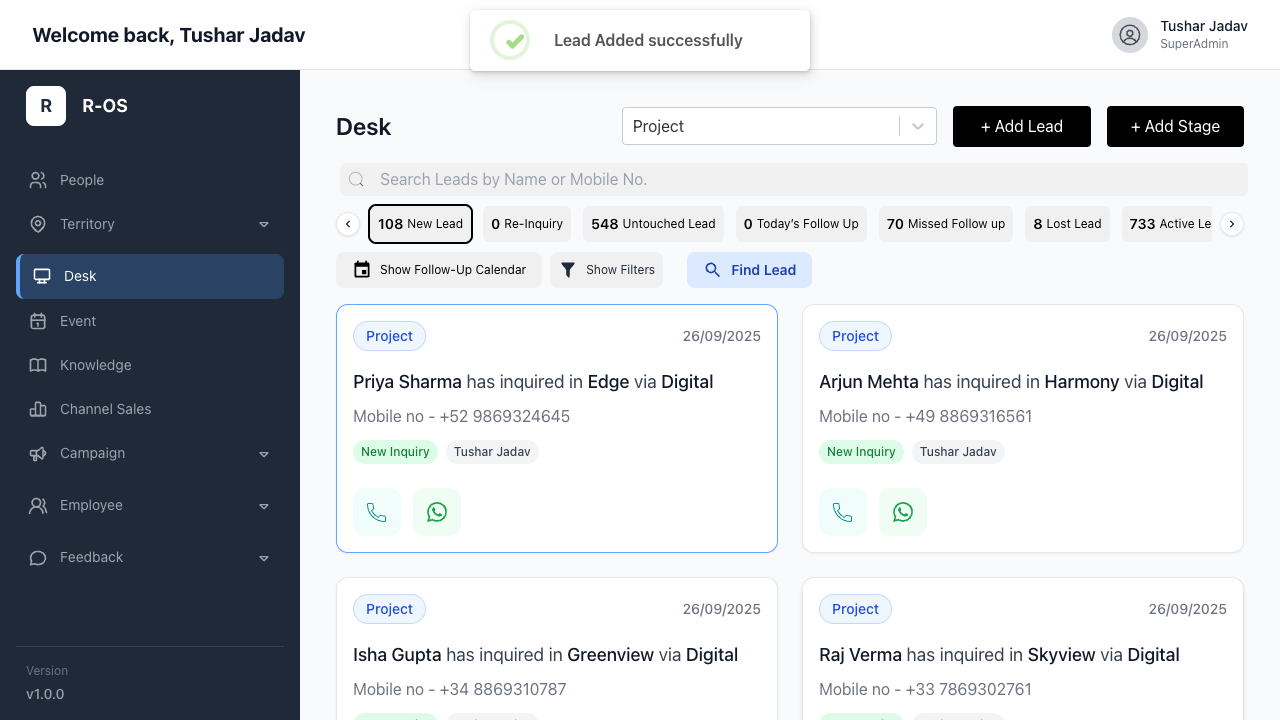 Welcome back, Tushar Jadav
Lead Added successfully
Tushar Jadav
SuperAdmin
R
R-OS
People
Territory
Desk
Event
Knowledge
Channel Sales
Campaign
Employee
Feedback
Version
v1.0.0
Desk
Project
+ Add Lead
+ Add Stage
Search Leads by Name or Mobile No.
108 New Lead
0 Re-Inquiry
548 Untouched Lead
0 Today's Follow Up
70 Missed Follow up
8 Lost Lead
733 Active Le
Show Follow-Up Calendar
Show Filters
Find Lead
Project
26/09/2025
Priya Sharma has inquired in Edge via Digital
Mobile no - +52 9869324645
New Inquiry
Tushar Jadav
Project
26/09/2025
Arjun Mehta has inquired in Harmony via Digital
Mobile no - +49 8869316561
New Inquiry
Tushar Jadav
Project
26/09/2025
Isha Gupta has inquired in Greenview via Digital
Mobile no - +34 8869310787
Project
26/09/2025
Raj Verma has inquired in Skyview via Digital
Mobile no - +33 7869302761